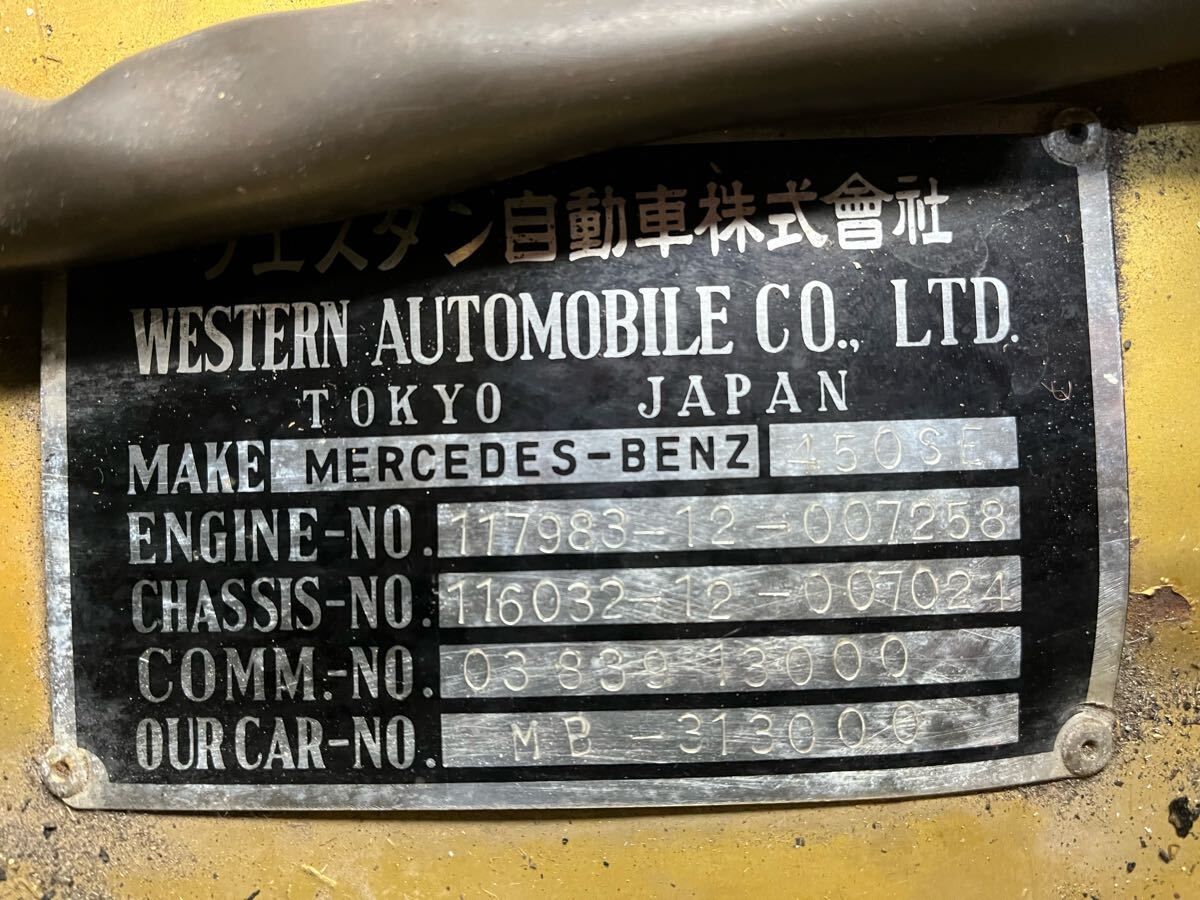 ウエスタン自動車株式會社
WESTERN AUTOMOBILE CO., LTD.
TOKYO JAPAN
MAKE MERCEDES-BENZ 450SE
ENGINE-NO. 117983-12-007258
CHASSIS-NO. 116032-12-007024
COMM.-NO. 03839 13000
OUR CAR-NO. MB-313000